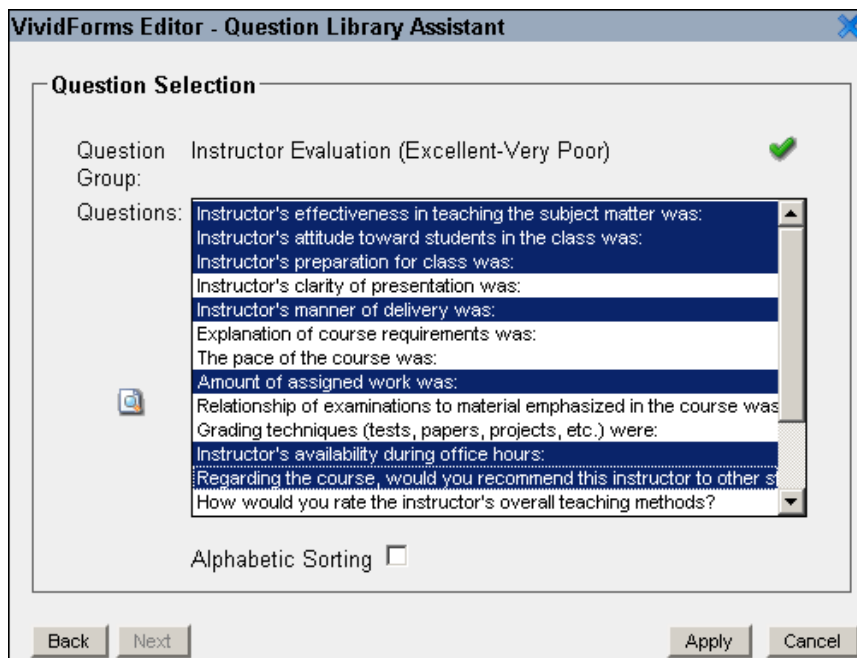 VividForms Editor - Question Library Assistant
Question Selection
Question Group: Instructor Evaluation (Excellent-Very Poor)
Questions:
Instructor's effectiveness in teaching the subject matter was:
Instructor's attitude toward students in the class was:
Instructor's preparation for class was:
Instructor's clarity of presentation was:
Instructor's manner of delivery was:
Explanation of course requirements was:
The pace of the course was:
Amount of assigned work was:
Relationship of examinations to material emphasized in the course was
Grading techniques (tests, papers, projects, etc.) were:
Instructor's availability during office hours:
Regarding the course, would you recommend this instructor to other st
How would you rate the instructor's overall teaching methods?
Alphabetic Sorting
Back Next Apply Cancel